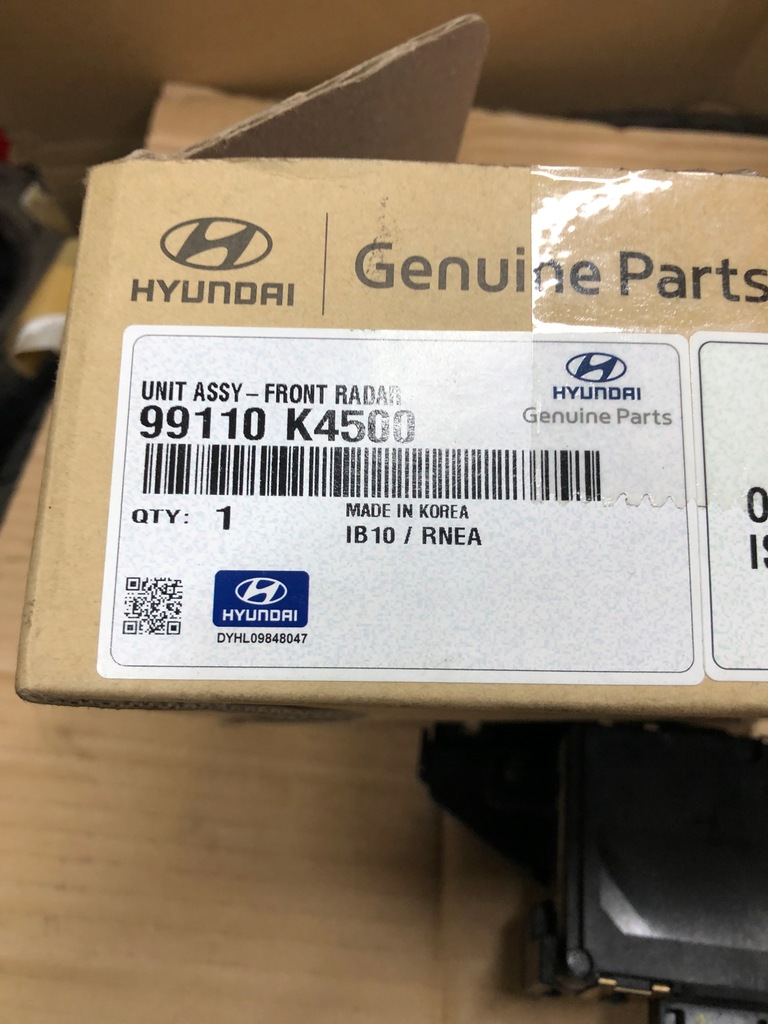 HYUNDAI
Genuine Parts
UNIT ASSY - FRONT RADAR
99110 K4500
HYUNDAI
Genuine Parts
QTY: 1
MADE IN KOREA
IB10 / RNEA
HYUNDAI
DYHL09848047